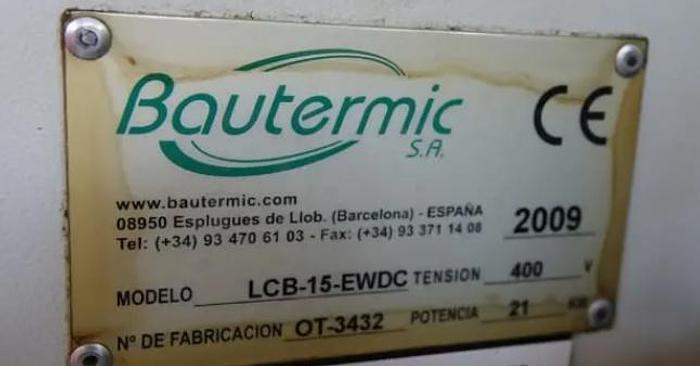 Bautermic
S.A.
CE
www.bautermic.com
08950 Esplugues de Llob. (Barcelona) - ESPAÑA
Tel: (+34) 93 470 61 03 - Fax: (+34) 93 371 14 08
2009
MODELO LCB-15-EWDC TENSION 400 V
Nº DE FABRICACION OT-3432 POTENCIA 21 KW